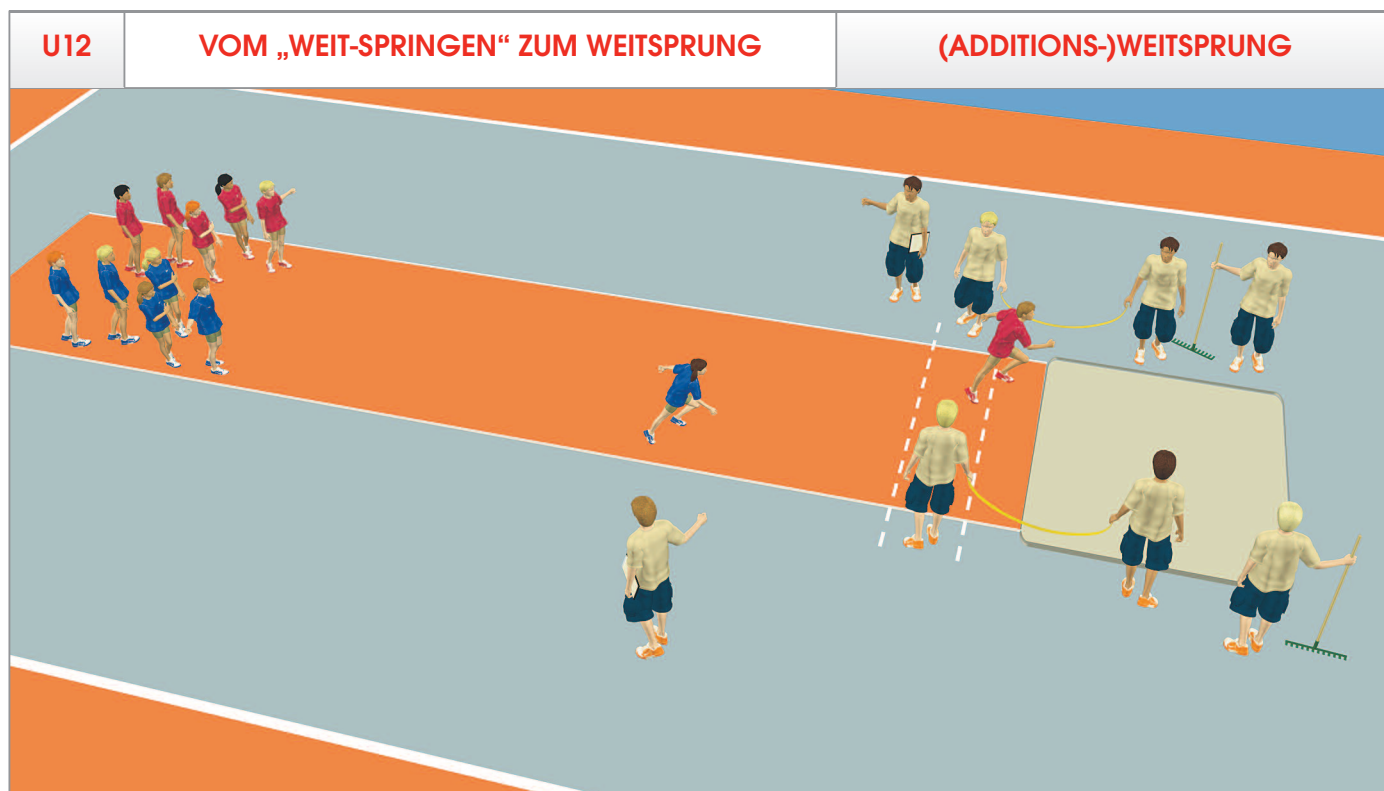 U12
VOM „WEIT-SPRINGEN“ ZUM WEITSPRUNG
(ADDITIONS-)WEITSPRUNG